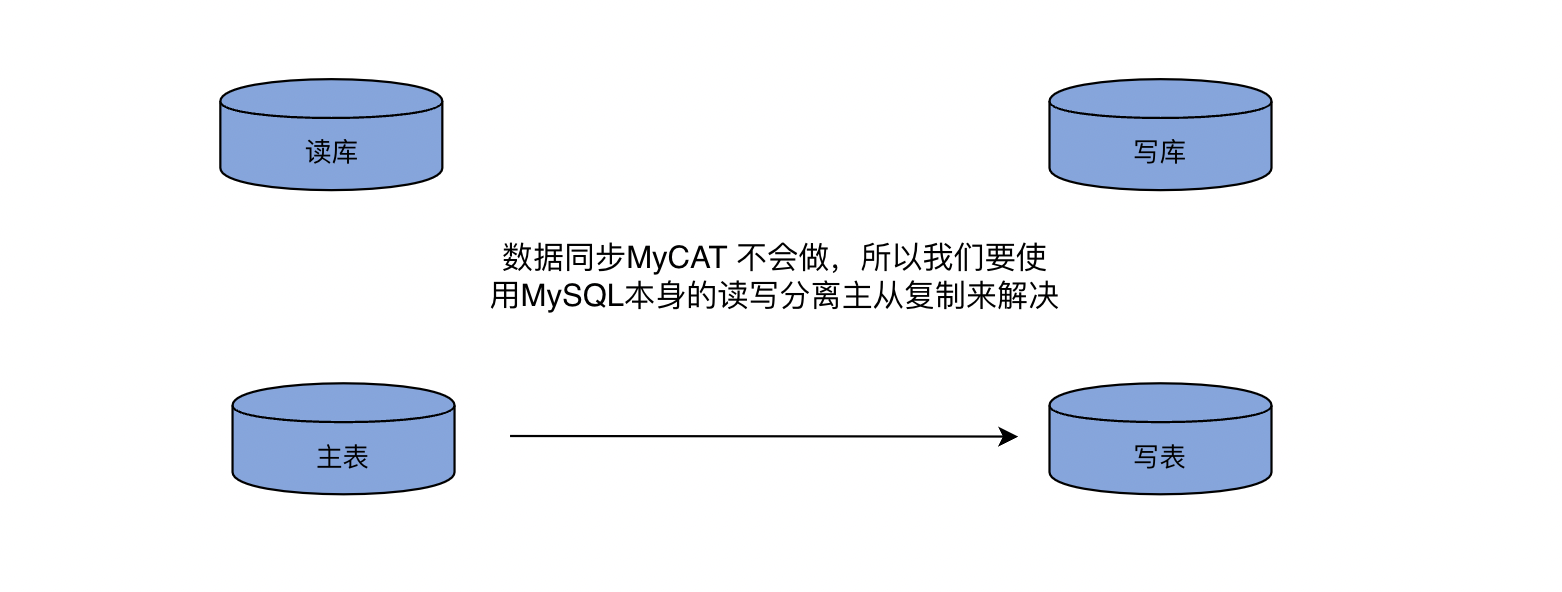 读库
写库
数据同步MyCAT 不会做，所以我们要使
用MySQL本身的读写分离主从复制来解决
主表
写表